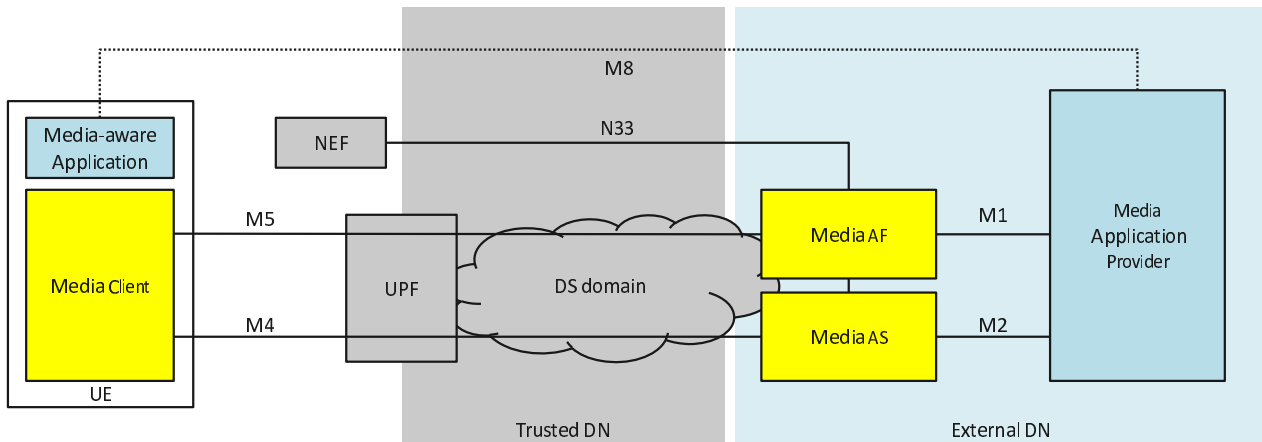 M8
Media-aware
Application
NEF
N33
M5
Media AF
M1
Media
Application
Provider
Media Client
UPF
DS domain
M4
Media AS
M2
UE
Trusted DN
External DN